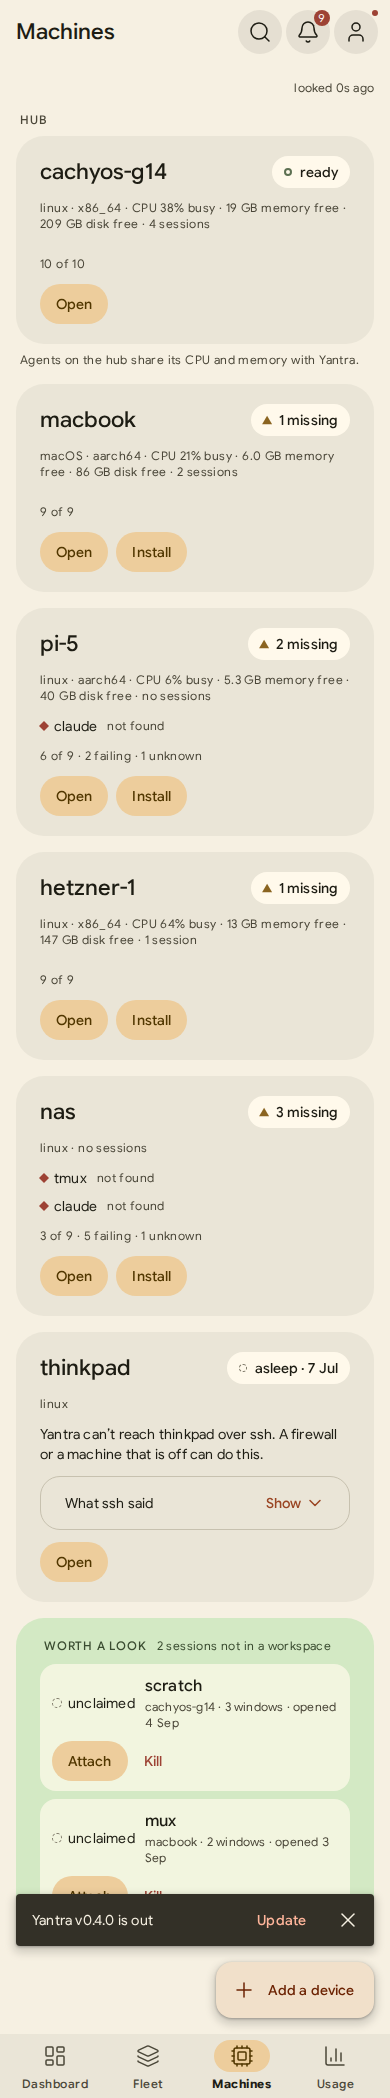 Machines
9
looked 0s ago
HUB
cachyos-g14
ready
linux · x86_64 · CPU 38% busy · 19 GB memory free ·
209 GB disk free · 4 sessions
10 of 10
Open
Agents on the hub share its CPU and memory with Yantra.
macbook
1 missing
macOS · aarch64 · CPU 21% busy · 6.0 GB memory
free · 86 GB disk free · 2 sessions
9 of 9
Open Install
pi-5
2 missing
linux · aarch64 · CPU 6% busy · 5.3 GB memory free ·
40 GB disk free · no sessions
claude not found
6 of 9 · 2 failing · 1 unknown
Open Install
hetzner-1
1 missing
linux · x86_64 · CPU 64% busy · 13 GB memory free ·
147 GB disk free · 1 session
9 of 9
Open Install
nas
3 missing
linux · no sessions
tmux not found
claude not found
3 of 9 · 5 failing · 1 unknown
Open Install
thinkpad
asleep · 7 Jul
linux
Yantra can’t reach thinkpad over ssh. A firewall
or a machine that is off can do this.
What ssh said Show
Open
WORTH A LOOK 2 sessions not in a workspace
unclaimed
scratch
cachyos-g14 · 3 windows · opened
4 Sep
Attach Kill
unclaimed
mux
macbook · 2 windows · opened 3
Sep
Attach Kill
Yantra v0.4.0 is out Update
Add a device
Dashboard Fleet Machines Usage